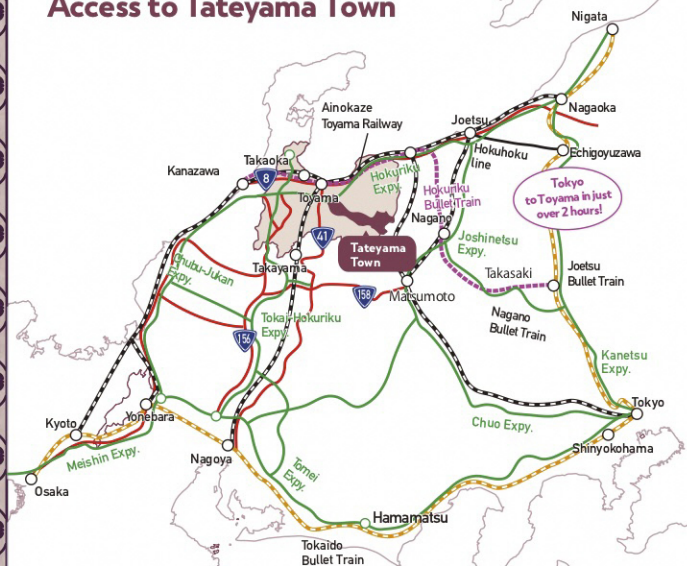 Access to Tateyama Town
Nigata
Ainokaze
Toyama Railway
Nagaoka
Joetsu
Hokuhoku
line
Echigoyuzawa
Takaoka
Kanazawa
8
Hokuriku
Expy.
Toyama
Hokuriku
Bullet Train
Tokyo
to Toyama in just
over 2 hours!
Nagano
41
Tateyama
Town
Joshinetsu
Expy.
Chubu-Jukan
Expy.
Takayama
Takasaki
Joetsu
Bullet Train
158
Matsumoto
Nagano
Bullet Train
Tokai-Hokuriku
Expy.
156
Kanetsu
Expy.
Yonebara
Tokyo
Kyoto
Chuo Expy.
Shinyokohama
Meishin Expy.
Nagoya
Tomei
Expy.
Osaka
Hamamatsu
Tokaido
Bullet Train